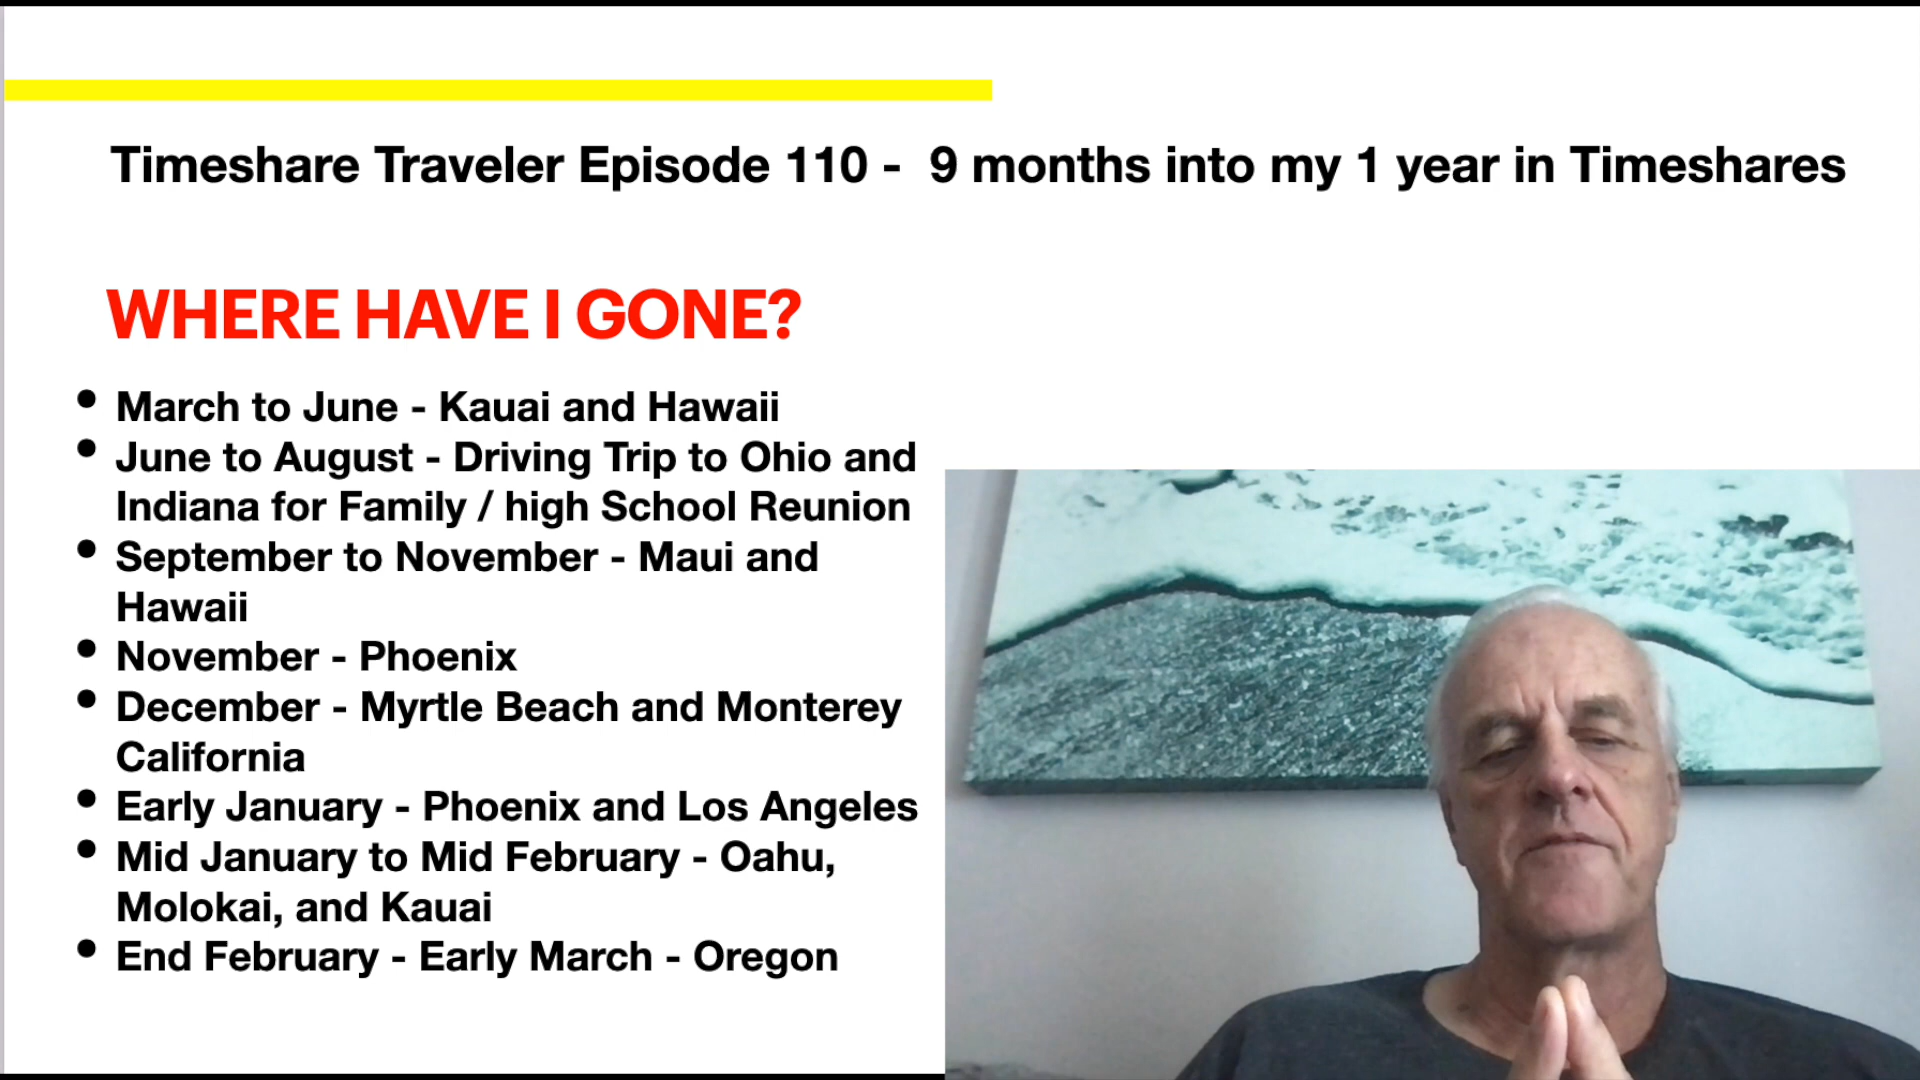 Timeshare Traveler Episode 110 -  9 months into my 1 year in Timeshares
WHERE HAVE I GONE?
• March to June - Kauai and Hawaii
• June to August - Driving Trip to Ohio and
Indiana for Family / high School Reunion
• September to November - Maui and
Hawaii
• November - Phoenix
• December - Myrtle Beach and Monterey
California
• Early January - Phoenix and Los Angeles
• Mid January to Mid February - Oahu,
Molokai, and Kauai
• End February - Early March - Oregon